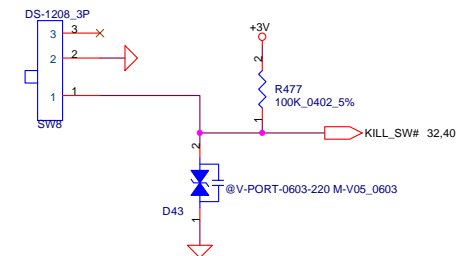 DS-1208_3P
3 3
2 2
1 1
SW8
+3V
2
R477
100K_0402_5%
1
KILL_SW# 32,40
2
@V-PORT-0603-220 M-V05_0603
D43
1